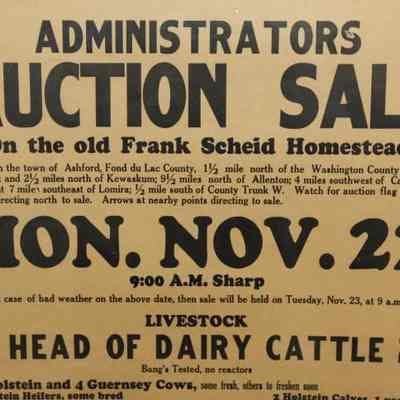 ADMINISTRATORS
AUCTION SALE
On the old Frank Scheid Homestead
in the town of Ashford, Fond du Lac County, 1½ mile north of the Washington County
and 2½ miles north of Kewaskum; 9½ miles north of Allenton; 4 miles southwest of
7 miles southeast of Lomira; ½ mile south of County Trunk W. Watch for auction flag
directing north to sale. Arrows at nearby points directing to sale.
MON. NOV. 22
9:00 A.M. Sharp
case of bad weather on the above date, then sale will be held on Tuesday, Nov. 23, at 9 a.m.
LIVESTOCK
HEAD OF DAIRY CATTLE
Bang's Tested, no reactors
Holstein and 4 Guernsey Cows, some fresh, others to freshen soon
Holstein Heifers, some bred 2 Holstein Calves, 1